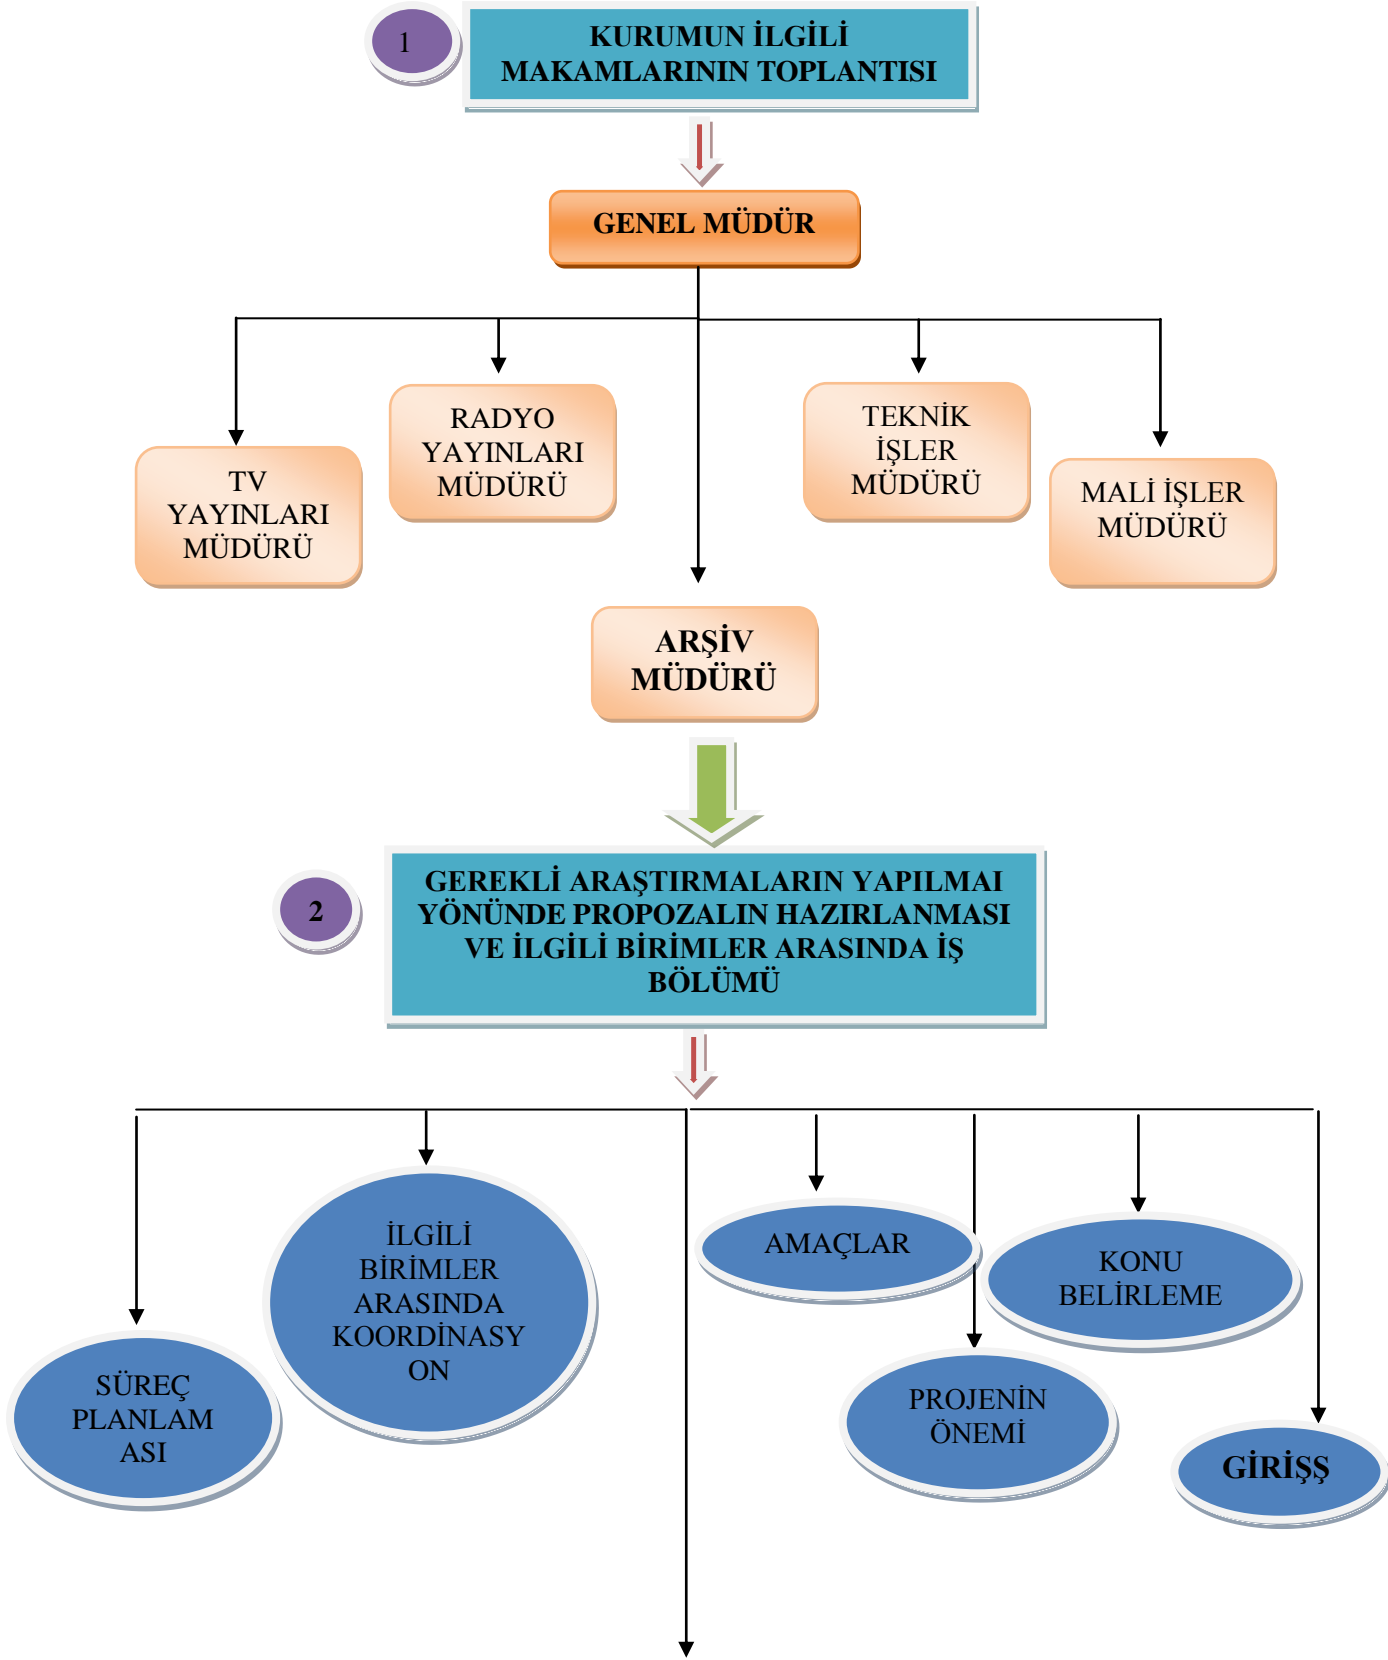 1
KURUMUN İLGİLİ
MAKAMLARININ TOPLANTISI
GENEL MÜDÜR
TV
YAYINLARI
MÜDÜRÜ
RADYO
YAYINLARI
MÜDÜRÜ
TEKNİK
İŞLER
MÜDÜRÜ
MALİ İŞLER
MÜDÜRÜ
ARŞİV
MÜDÜRÜ
2
GEREKLİ ARAŞTIRMALARIN YAPILMAI
YÖNÜNDE PROPOZALIN HAZIRLANMASI
VE İLGİLİ BİRİMLER ARASINDA İŞ
BÖLÜMÜ
SÜREÇ
PLANLAM
ASI
İLGİLİ
BİRİMLER
ARASINDA
KOORDİNASY
ON
AMAÇLAR
PROJENİN
ÖNEMİ
KONU
BELİRLEME
GİRİŞŞ